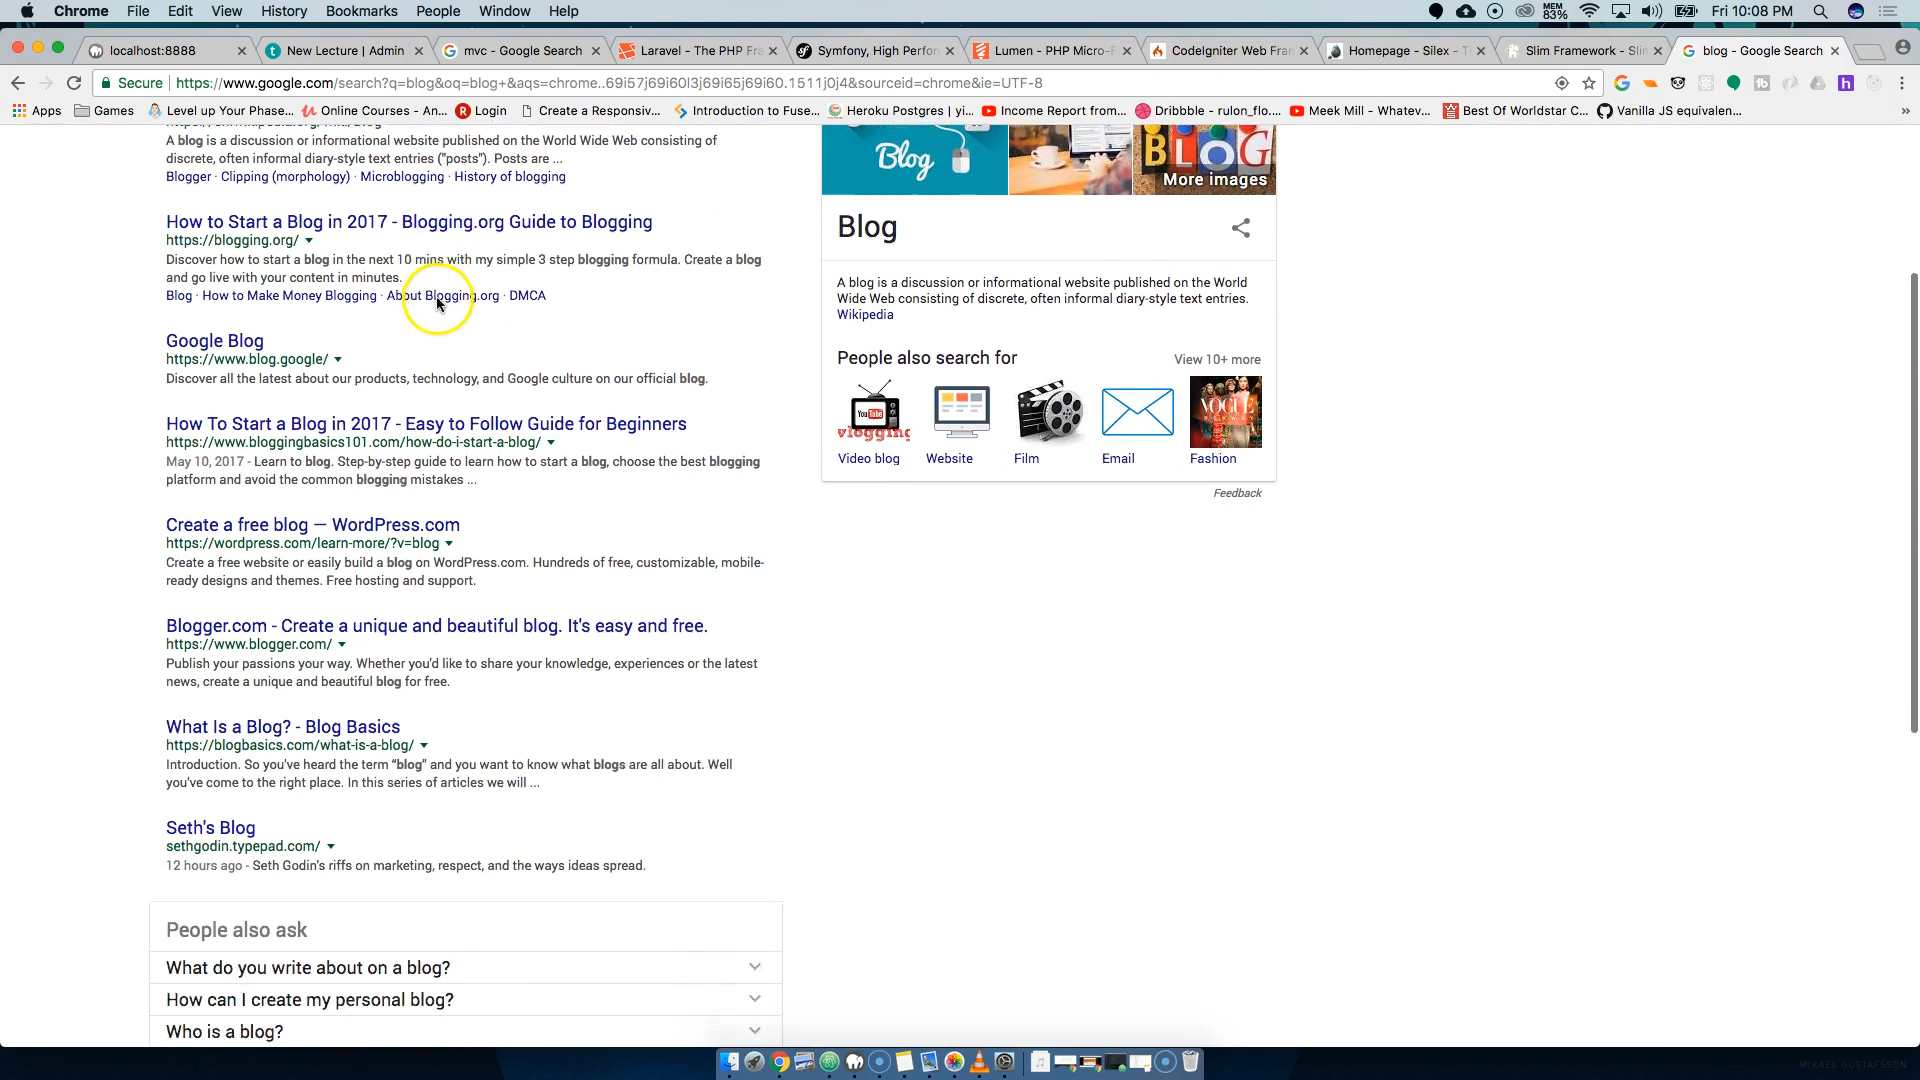 Chrome File Edit View History Bookmarks People Window Help
MEM 83% Fri 10:08 PM
localhost:8888
New Lecture | Admin
mvc - Google Search
Laravel - The PHP Fra
Symfony, High Perfor
Lumen - PHP Micro-F
CodeIgniter Web Fran
Homepage - Silex - T
Slim Framework - Slin
blog - Google Search
Secure https://www.google.com/search?q=blog&oq=blog+&aqs=chrome..69i57j69i60l3j69i65j69i60.1511j0j4&sourceid=chrome&ie=UTF-8
Apps
Games
Level up Your Phase...
Online Courses - An...
Login
Create a Responsiv...
Introduction to Fuse...
Heroku Postgres | yi...
Income Report from...
Dribbble - rulon_flo...
Meek Mill - Whatev...
Best Of Worldstar C...
Vanilla JS equivalen...
»
A blog is a discussion or informational website published on the World Wide Web consisting of
discrete, often informal diary-style text entries ("posts"). Posts are ...
Blogger · Clipping (morphology) · Microblogging · History of blogging
How to Start a Blog in 2017 - Blogging.org Guide to Blogging
https://blogging.org/
Discover how to start a blog in the next 10 mins with my simple 3 step blogging formula. Create a blog
and go live with your content in minutes.
Blog · How to Make Money Blogging · About Blogging.org · DMCA
Google Blog
https://www.blog.google/
Discover all the latest about our products, technology, and Google culture on our official blog.
How To Start a Blog in 2017 - Easy to Follow Guide for Beginners
https://www.bloggingbasics101.com/how-do-i-start-a-blog/
May 10, 2017 - Learn to blog. Step-by-step guide to learn how to start a blog, choose the best blogging
platform and avoid the common blogging mistakes ...
Create a free blog — WordPress.com
https://wordpress.com/learn-more/?v=blog
Create a free website or easily build a blog on WordPress.com. Hundreds of free, customizable, mobile-
ready designs and themes. Free hosting and support.
Blogger.com - Create a unique and beautiful blog. It's easy and free.
https://www.blogger.com/
Publish your passions your way. Whether you'd like to share your knowledge, experiences or the latest
news, create a unique and beautiful blog for free.
What Is a Blog? - Blog Basics
https://blogbasics.com/what-is-a-blog/
Introduction. So you've heard the term “blog” and you want to know what blogs are all about. Well
you've come to the right place. In this series of articles we will ...
Seth's Blog
sethgodin.typepad.com/
12 hours ago - Seth Godin's riffs on marketing, respect, and the ways ideas spread.
People also ask
What do you write about on a blog?
How can I create my personal blog?
Who is a blog?
Blog
BLOG
More images
Blog
A blog is a discussion or informational website published on the World
Wide Web consisting of discrete, often informal diary-style text entries.
Wikipedia
People also search for
View 10+ more
YouTube
vlogging
VOGUE
Video blog
Website
Film
Email
Fashion
Feedback
MIKAEL GUSTAFSSON